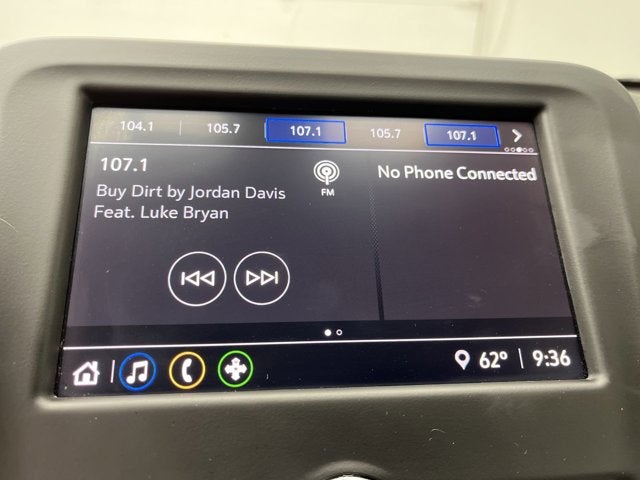 104.1 105.7 107.1 105.7 107.1
107.1
FM
No Phone Connected
Buy Dirt by Jordan Davis
Feat. Luke Bryan
62° 9:36